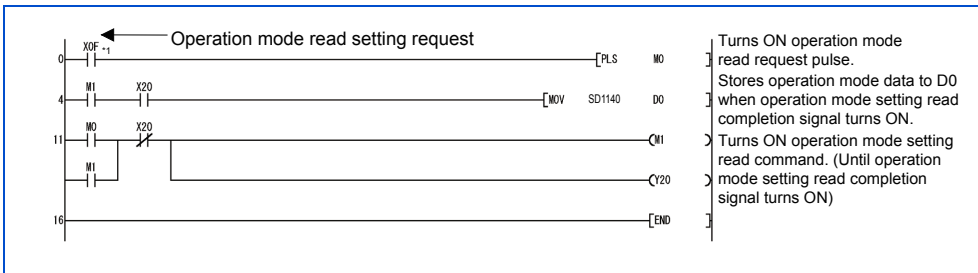 Operation mode read setting request
X0F *1
0 [PLS M0 ]
Turns ON operation mode
read request pulse.
M1 X20
4 [MOV SD1140 D0 ]
Stores operation mode data to D0
when operation mode setting read
completion signal turns ON.
M0 X20
11 (M1 )
Turns ON operation mode setting
read command. (Until operation
mode setting read completion
signal turns ON)
M1
(Y20 )
16 [END ]